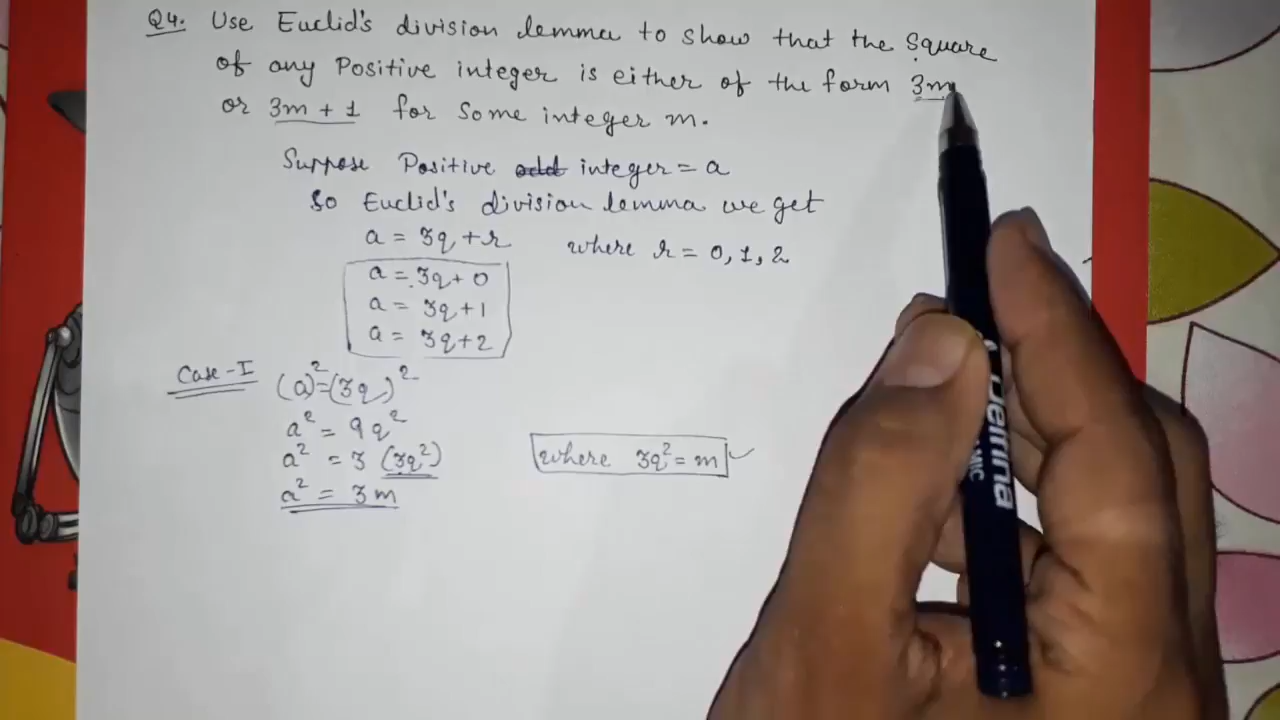 Q4. Use Euclid's division lemma to show that the square
of any Positive integer is either of the form 3m
or 3m + 1 for some integer m.
Suppose Positive odd integer = a
So Euclid's division lemma we get
a = 3q + r where r = 0, 1, 2
a = 3q + 0
a = 3q + 1
a = 3q + 2
Case - I (a)² = (3q)²
a² = 9q²
a² = 3 (3q²) where 3q² = m ✓
a² = 3m
Gemna